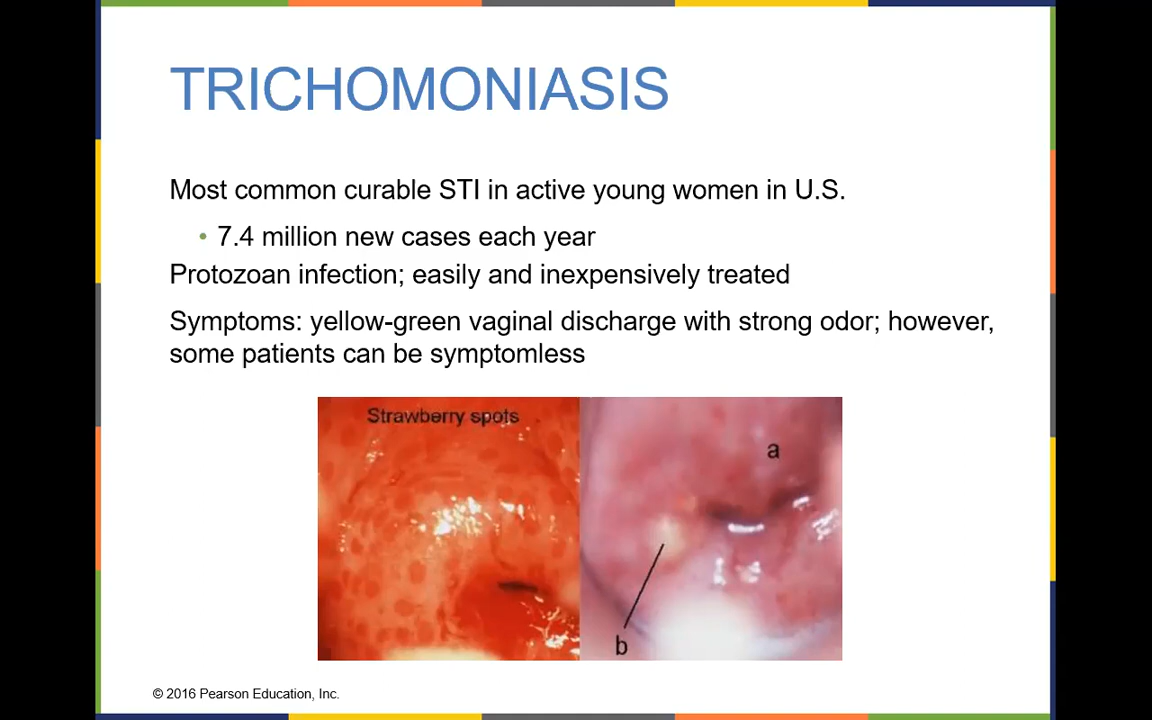 TRICHOMONIASIS
Most common curable STI in active young women in U.S.
• 7.4 million new cases each year
Protozoan infection; easily and inexpensively treated
Symptoms: yellow-green vaginal discharge with strong odor; however,
some patients can be symptomless
Strawberry spots
a
b
© 2016 Pearson Education, Inc.